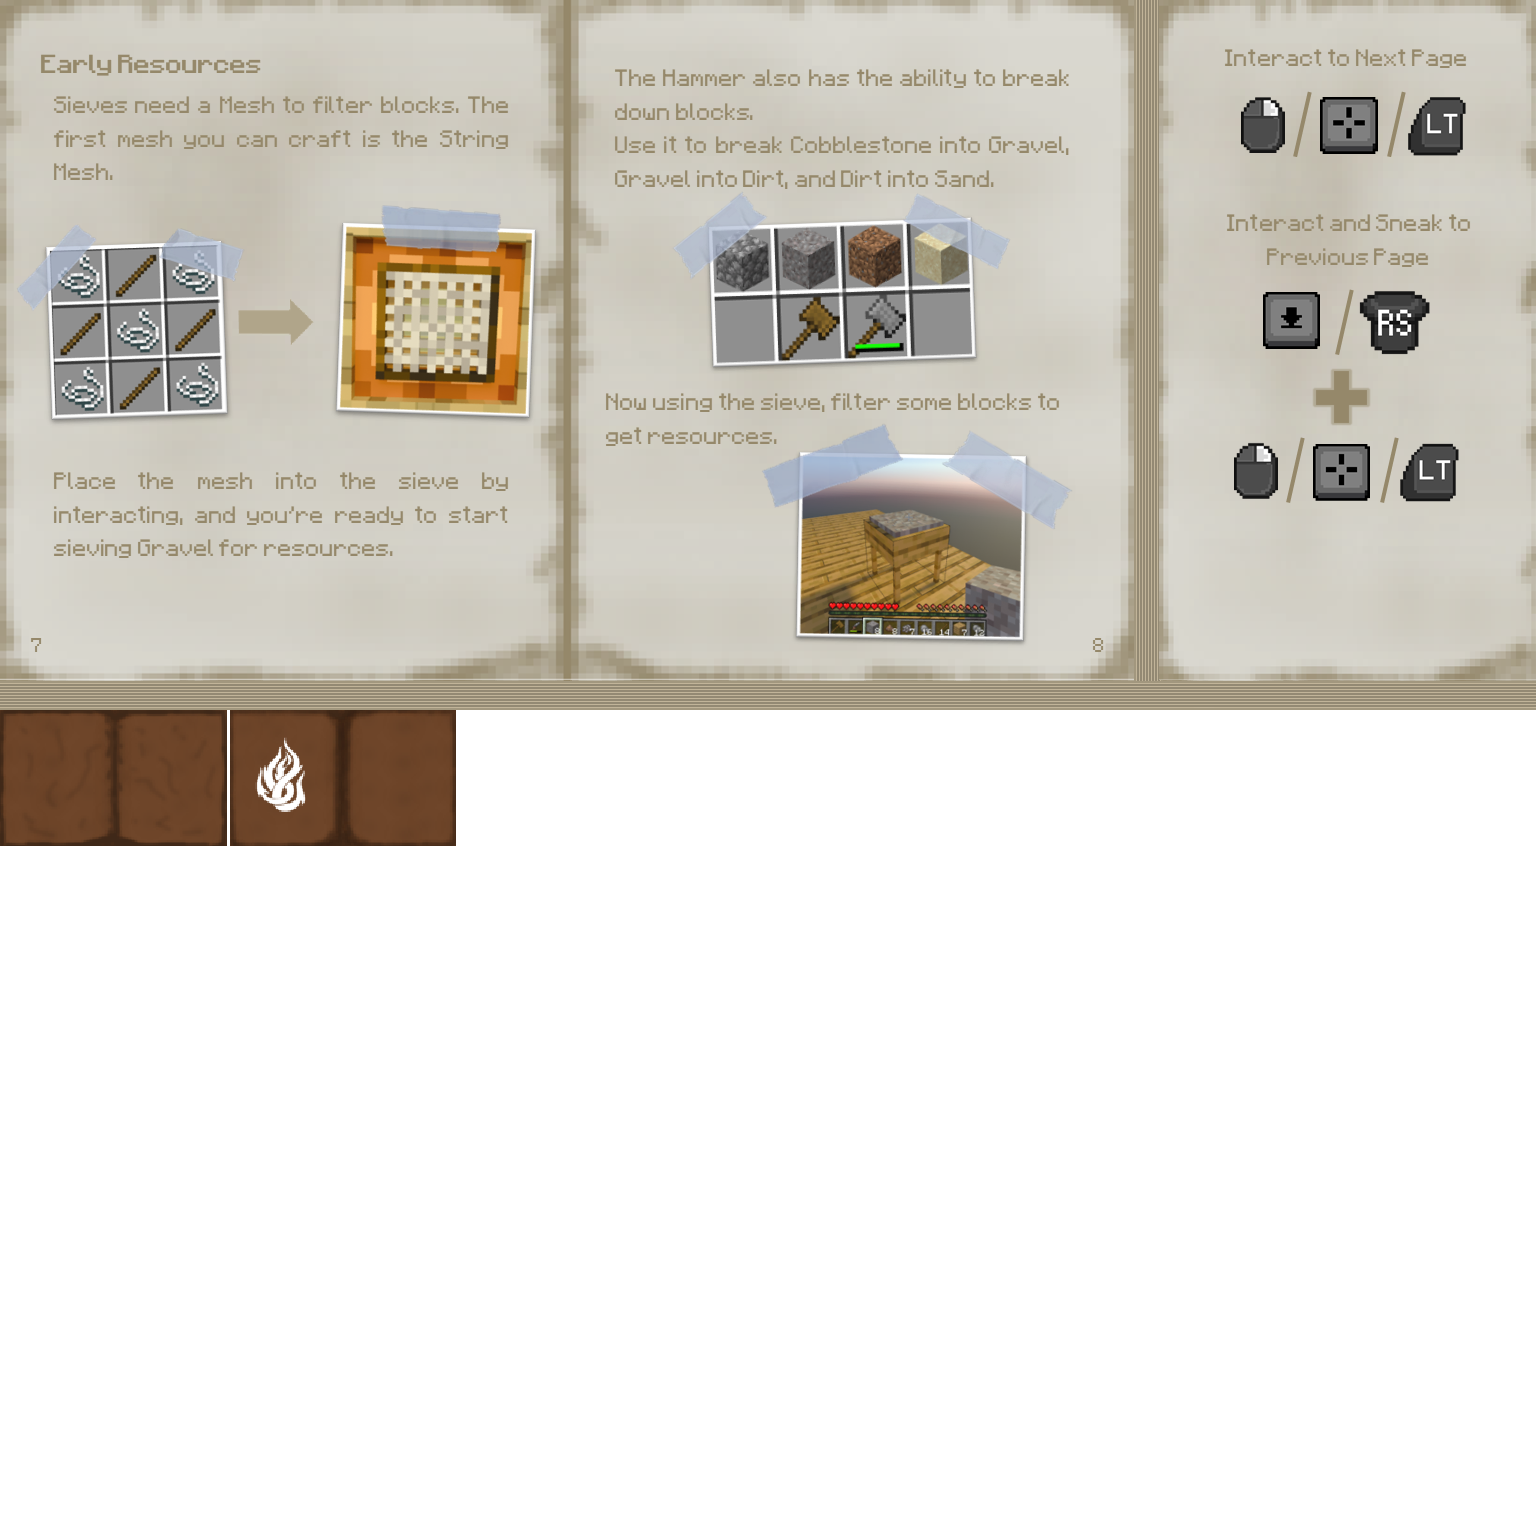 Early Resources
Sieves need a Mesh to filter blocks. The
first mesh you can craft is the String
Mesh.
Place the mesh into the sieve by
interacting, and you're ready to start
sieving Gravel for resources.
7
The Hammer also has the ability to break
down blocks.
Use it to break Cobblestone into Gravel,
Gravel into Dirt, and Dirt into Sand.
Now using the sieve, filter some blocks to
get resources.
8
Interact to Next Page
LT
Interact and Sneak to
Previous Page
RS
LT